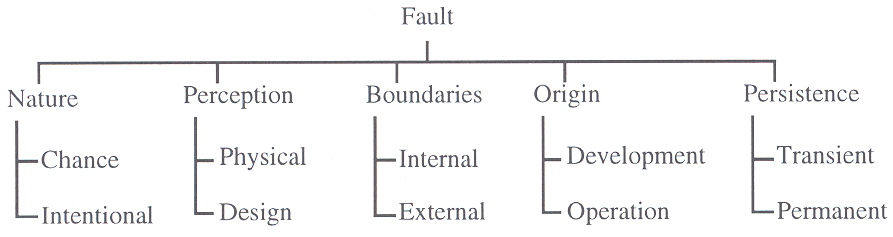 Fault
Nature Perception Boundaries Origin Persistence
Chance Physical Internal Development Transient
Intentional Design External Operation Permanent